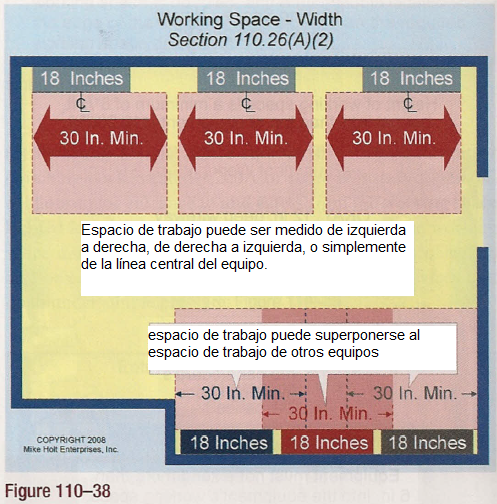 Working Space - Width
Section 110.26(A)(2)
18 Inches
18 Inches
18 Inches
℄
℄
℄
30 In. Min.
30 In. Min.
30 In. Min.
Espacio de trabajo puede ser medido de izquierda
a derecha, de derecha a izquierda, o simplemente
de la línea central del equipo.
espacio de trabajo puede superponerse al
espacio de trabajo de otros equipos
30 In. Min.
30 In. Min.
30 In. Min.
18 Inches
18 Inches
18 Inches
COPYRIGHT 2008
Mike Holt Enterprises, Inc.
Figure 110–38